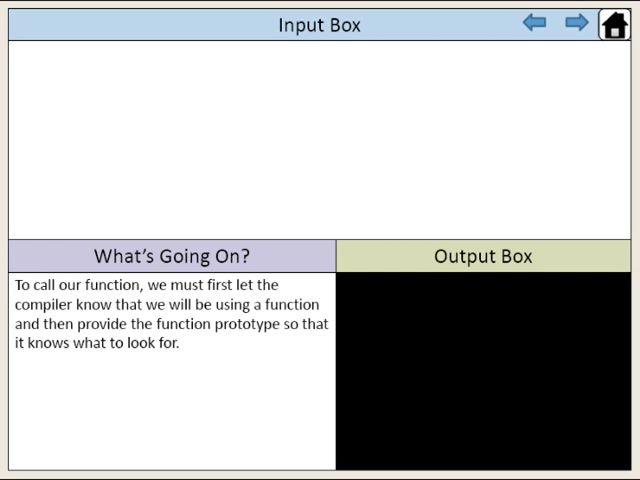 Input Box
What's Going On?
Output Box
To call our function, we must first let the
compiler know that we will be using a function
and then provide the function prototype so that
it knows what to look for.